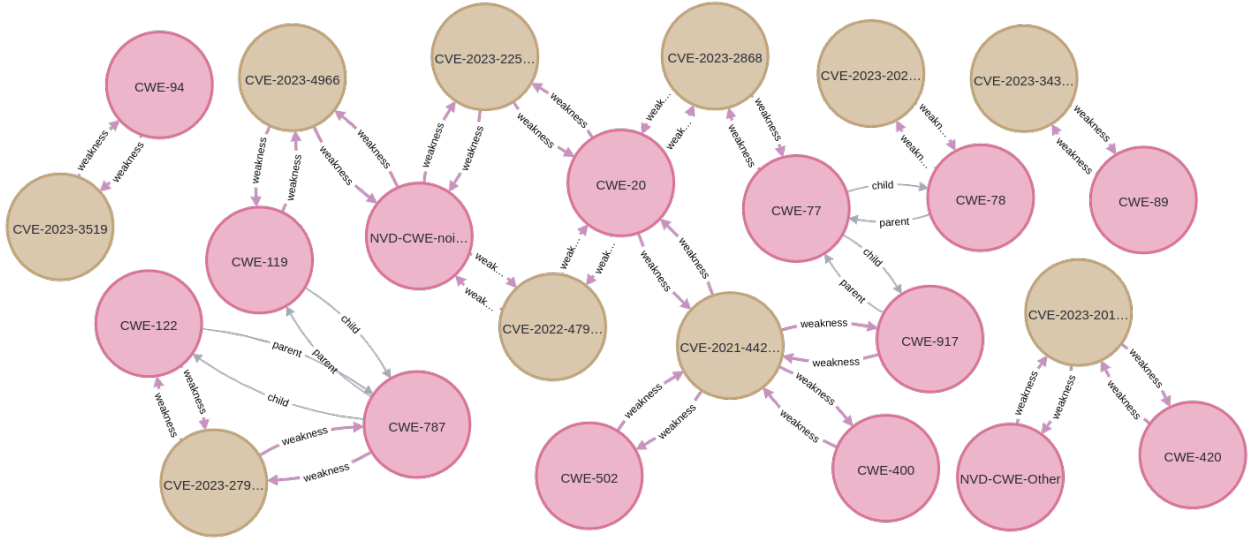 CWE-94
weakness
weakness
CVE-2023-3519
CVE-2023-4966
weakness
weakness
weakness
weakness
CWE-119
NVD-CWE-noi...
CVE-2023-225...
weakness
weakness
weakness
weakness
CWE-20
CVE-2023-2868
weak...
weak...
weakness
weakness
weak...
weak...
weak...
weak...
CVE-2022-479...
CWE-77
child
parent
CWE-78
CVE-2023-202...
weakn...
weakn...
CVE-2023-343...
weakness
weakness
CWE-89
child
parent
CWE-917
weakness
weakness
CVE-2021-442...
weakness
weakness
weakness
weakness
CWE-502
weakness
weakness
CWE-400
CWE-122
child
parent
parent
child
CWE-787
weakness
weakness
weakness
weakness
CVE-2023-279...
CVE-2023-201...
weakness
weakness
weakness
weakness
NVD-CWE-Other
CWE-420